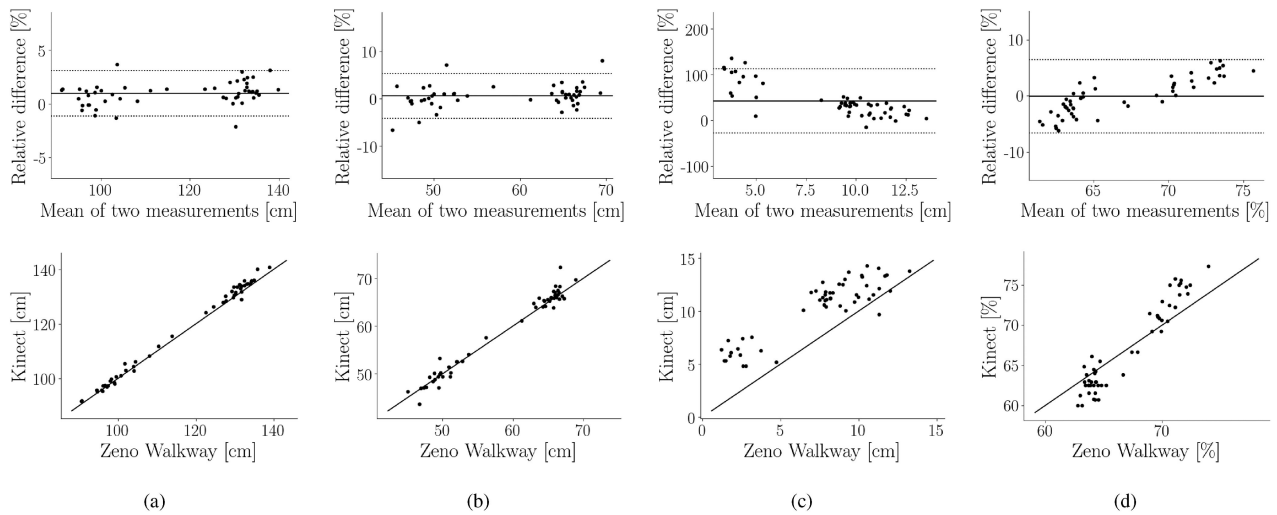 Relative difference [%]
5
0
-5
100
120
140
Mean of two measurements [cm]
Relative difference [%]
10
0
-10
50
60
70
Mean of two measurements [cm]
Relative difference [%]
200
100
0
-100
5.0
7.5
10.0
12.5
Mean of two measurements [cm]
Relative difference [%]
10
0
-10
65
70
75
Mean of two measurements [%]
Kinect [cm]
140
120
100
100
120
140
Zeno Walkway [cm]
Kinect [cm]
70
60
50
50
60
70
Zeno Walkway [cm]
Kinect [cm]
15
10
5
0
0
5
10
15
Zeno Walkway [cm]
Kinect [%]
75
70
65
60
60
70
Zeno Walkway [%]
(a)
(b)
(c)
(d)